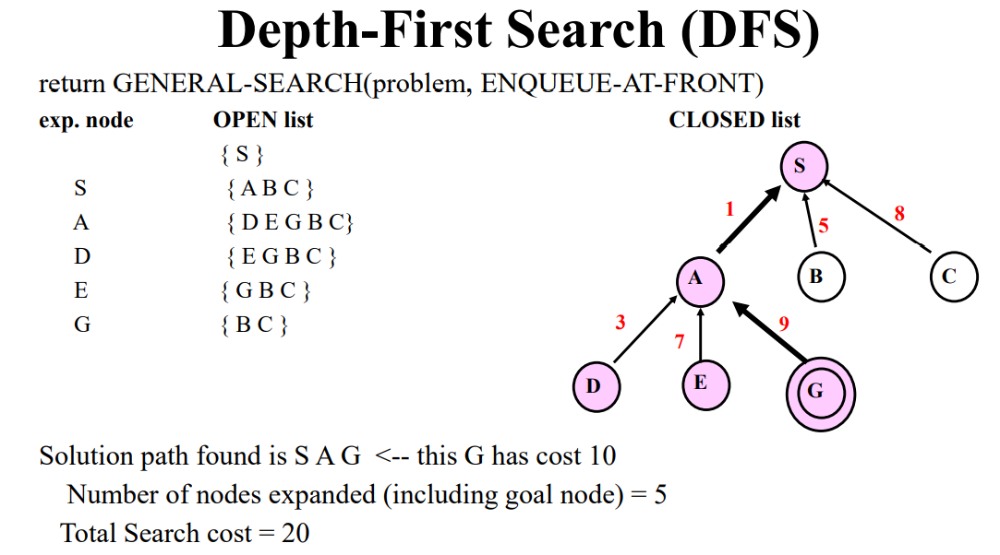 Depth-First Search (DFS)
return GENERAL-SEARCH(problem, ENQUEUE-AT-FRONT)
exp. node OPEN list CLOSED list
{ S }
S { A B C }
A { D E G B C}
D { E G B C }
E { G B C }
G { B C }
S
1 5 8
A B C
3 7 9
D E G
Solution path found is S A G <-- this G has cost 10
Number of nodes expanded (including goal node) = 5
Total Search cost = 20